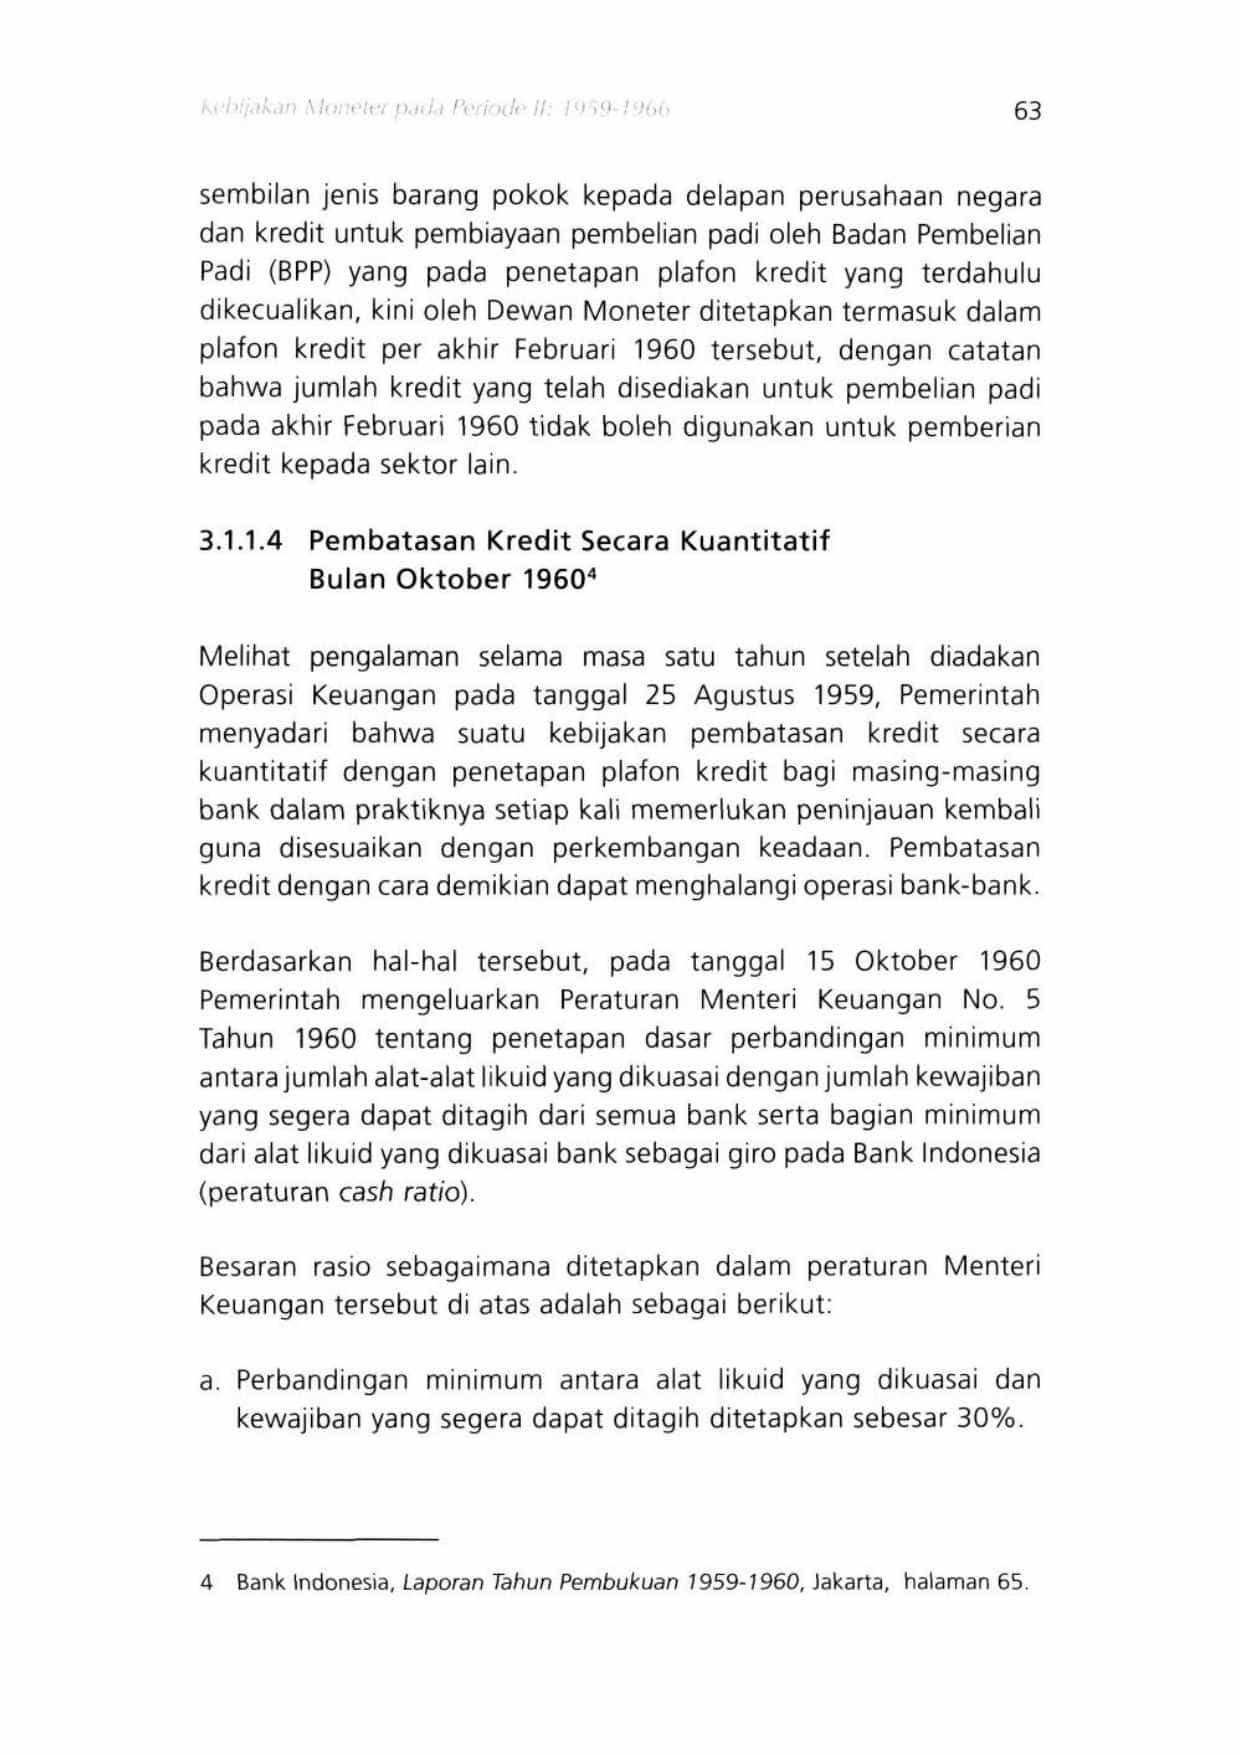 Kebijakan Moneter pada Periode II: 1959-1966
63
sembilan jenis barang pokok kepada delapan perusahaan negara
dan kredit untuk pembiayaan pembelian padi oleh Badan Pembelian
Padi (BPP) yang pada penetapan plafon kredit yang terdahulu
dikecualikan, kini oleh Dewan Moneter ditetapkan termasuk dalam
plafon kredit per akhir Februari 1960 tersebut, dengan catatan
bahwa jumlah kredit yang telah disediakan untuk pembelian padi
pada akhir Februari 1960 tidak boleh digunakan untuk pemberian
kredit kepada sektor lain.
3.1.1.4 Pembatasan Kredit Secara Kuantitatif
Bulan Oktober 1960⁴
Melihat pengalaman selama masa satu tahun setelah diadakan
Operasi Keuangan pada tanggal 25 Agustus 1959, Pemerintah
menyadari bahwa suatu kebijakan pembatasan kredit secara
kuantitatif dengan penetapan plafon kredit bagi masing-masing
bank dalam praktiknya setiap kali memerlukan peninjauan kembali
guna disesuaikan dengan perkembangan keadaan. Pembatasan
kredit dengan cara demikian dapat menghalangi operasi bank-bank.
Berdasarkan hal-hal tersebut, pada tanggal 15 Oktober 1960
Pemerintah mengeluarkan Peraturan Menteri Keuangan No. 5
Tahun 1960 tentang penetapan dasar perbandingan minimum
antara jumlah alat-alat likuid yang dikuasai dengan jumlah kewajiban
yang segera dapat ditagih dari semua bank serta bagian minimum
dari alat likuid yang dikuasai bank sebagai giro pada Bank Indonesia
(peraturan cash ratio).
Besaran rasio sebagaimana ditetapkan dalam peraturan Menteri
Keuangan tersebut di atas adalah sebagai berikut:
a. Perbandingan minimum antara alat likuid yang dikuasai dan
kewajiban yang segera dapat ditagih ditetapkan sebesar 30%.
4 Bank Indonesia, Laporan Tahun Pembukuan 1959-1960, Jakarta, halaman 65.